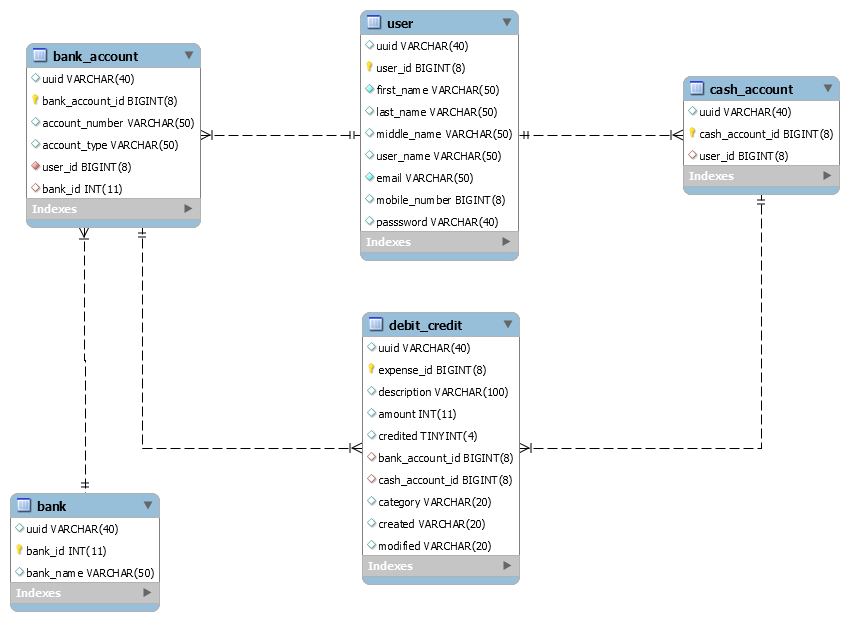 user
uuid VARCHAR(40)
user_id BIGINT(8)
first_name VARCHAR(50)
last_name VARCHAR(50)
middle_name VARCHAR(50)
user_name VARCHAR(50)
email VARCHAR(50)
mobile_number BIGINT(8)
passsword VARCHAR(40)
Indexes
bank_account
uuid VARCHAR(40)
bank_account_id BIGINT(8)
account_number VARCHAR(50)
account_type VARCHAR(50)
user_id BIGINT(8)
bank_id INT(11)
Indexes
cash_account
uuid VARCHAR(40)
cash_account_id BIGINT(8)
user_id BIGINT(8)
Indexes
debit_credit
uuid VARCHAR(40)
expense_id BIGINT(8)
description VARCHAR(100)
amount INT(11)
credited TINYINT(4)
bank_account_id BIGINT(8)
cash_account_id BIGINT(8)
category VARCHAR(20)
created VARCHAR(20)
modified VARCHAR(20)
Indexes
bank
uuid VARCHAR(40)
bank_id INT(11)
bank_name VARCHAR(50)
Indexes